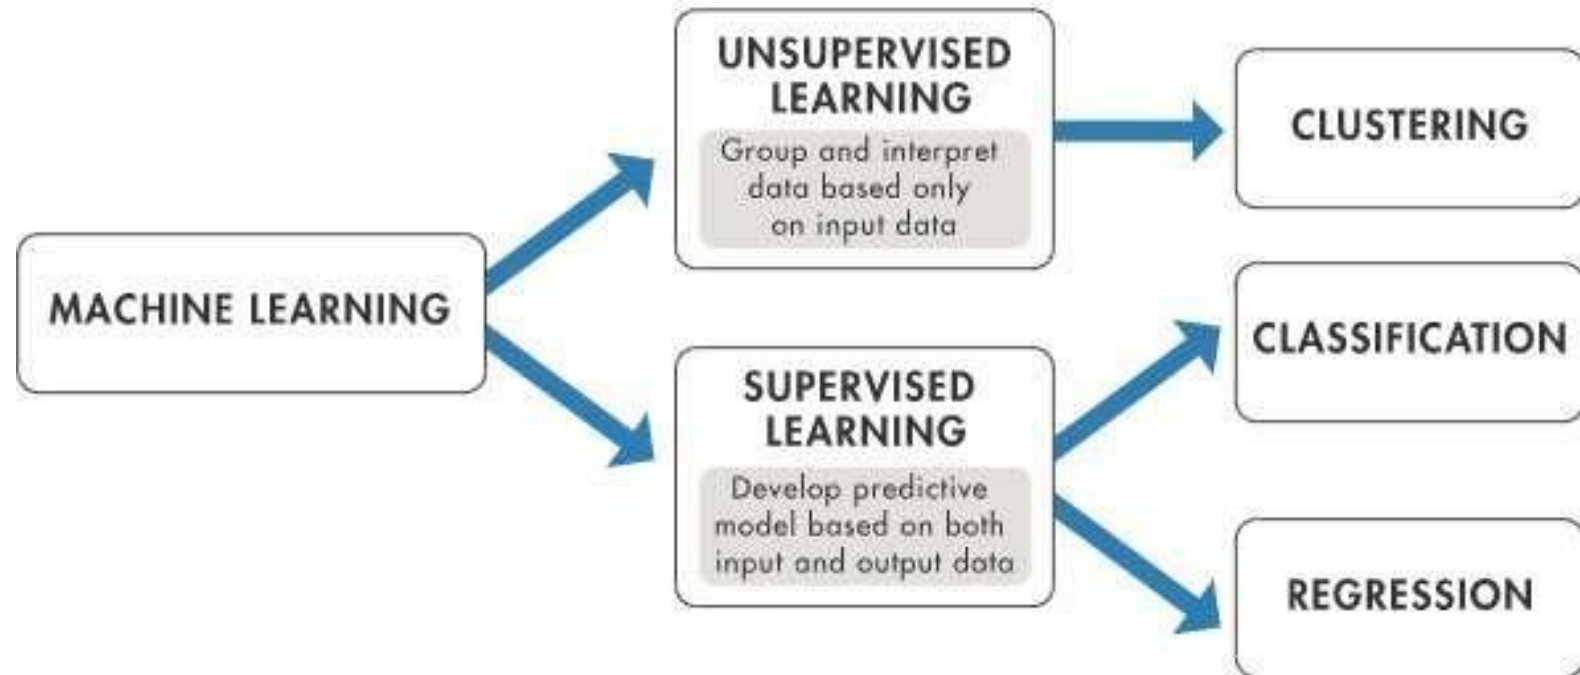 MACHINE LEARNING
UNSUPERVISED
LEARNING
Group and interpret
data based only
on input data
CLUSTERING
SUPERVISED
LEARNING
Develop predictive
model based on both
input and output data
CLASSIFICATION
REGRESSION